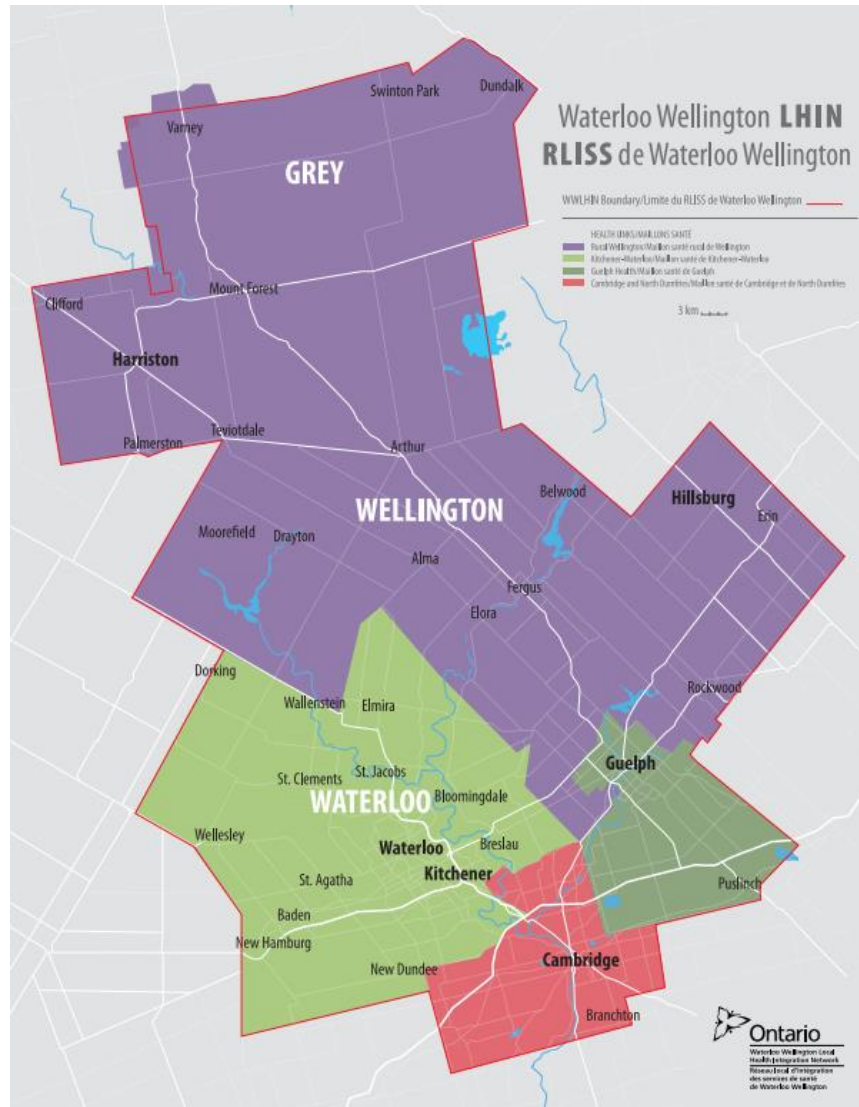 Waterloo Wellington LHIN
RLISS de Waterloo Wellington
WWLHIN Boundary/Limite du RLISS de Waterloo Wellington
HEALTH LINKS/MAILLONS SANTÉ
Rural Wellington/Maillon santé rural de Wellington
Kitchener-Waterloo/Maillon santé de Kitchener-Waterloo
Guelph Health/Maillon santé de Guelph
Cambridge and North Dumfries/Maillon santé de Cambridge et de North Dumfries
3 km
Swinton Park
Dundalk
Varney
GREY
Mount Forest
Clifford
Harriston
Teviotdale
Palmerston
Arthur
Belwood
Hillsburg
WELLINGTON
Erin
Moorefield
Drayton
Alma
Fergus
Elora
Dorking
Rockwood
Wallenstein
Elmira
Guelph
St. Clements
St. Jacobs
WATERLOO
Bloomingdale
Wellesley
Waterloo
Breslau
Kitchener
St. Agatha
Puslinch
Baden
New Hamburg
New Dundee
Cambridge
Branchton
Ontario
Waterloo Wellington Local
Health Integration Network
Réseau local d'intégration
des services de santé
de Waterloo Wellington